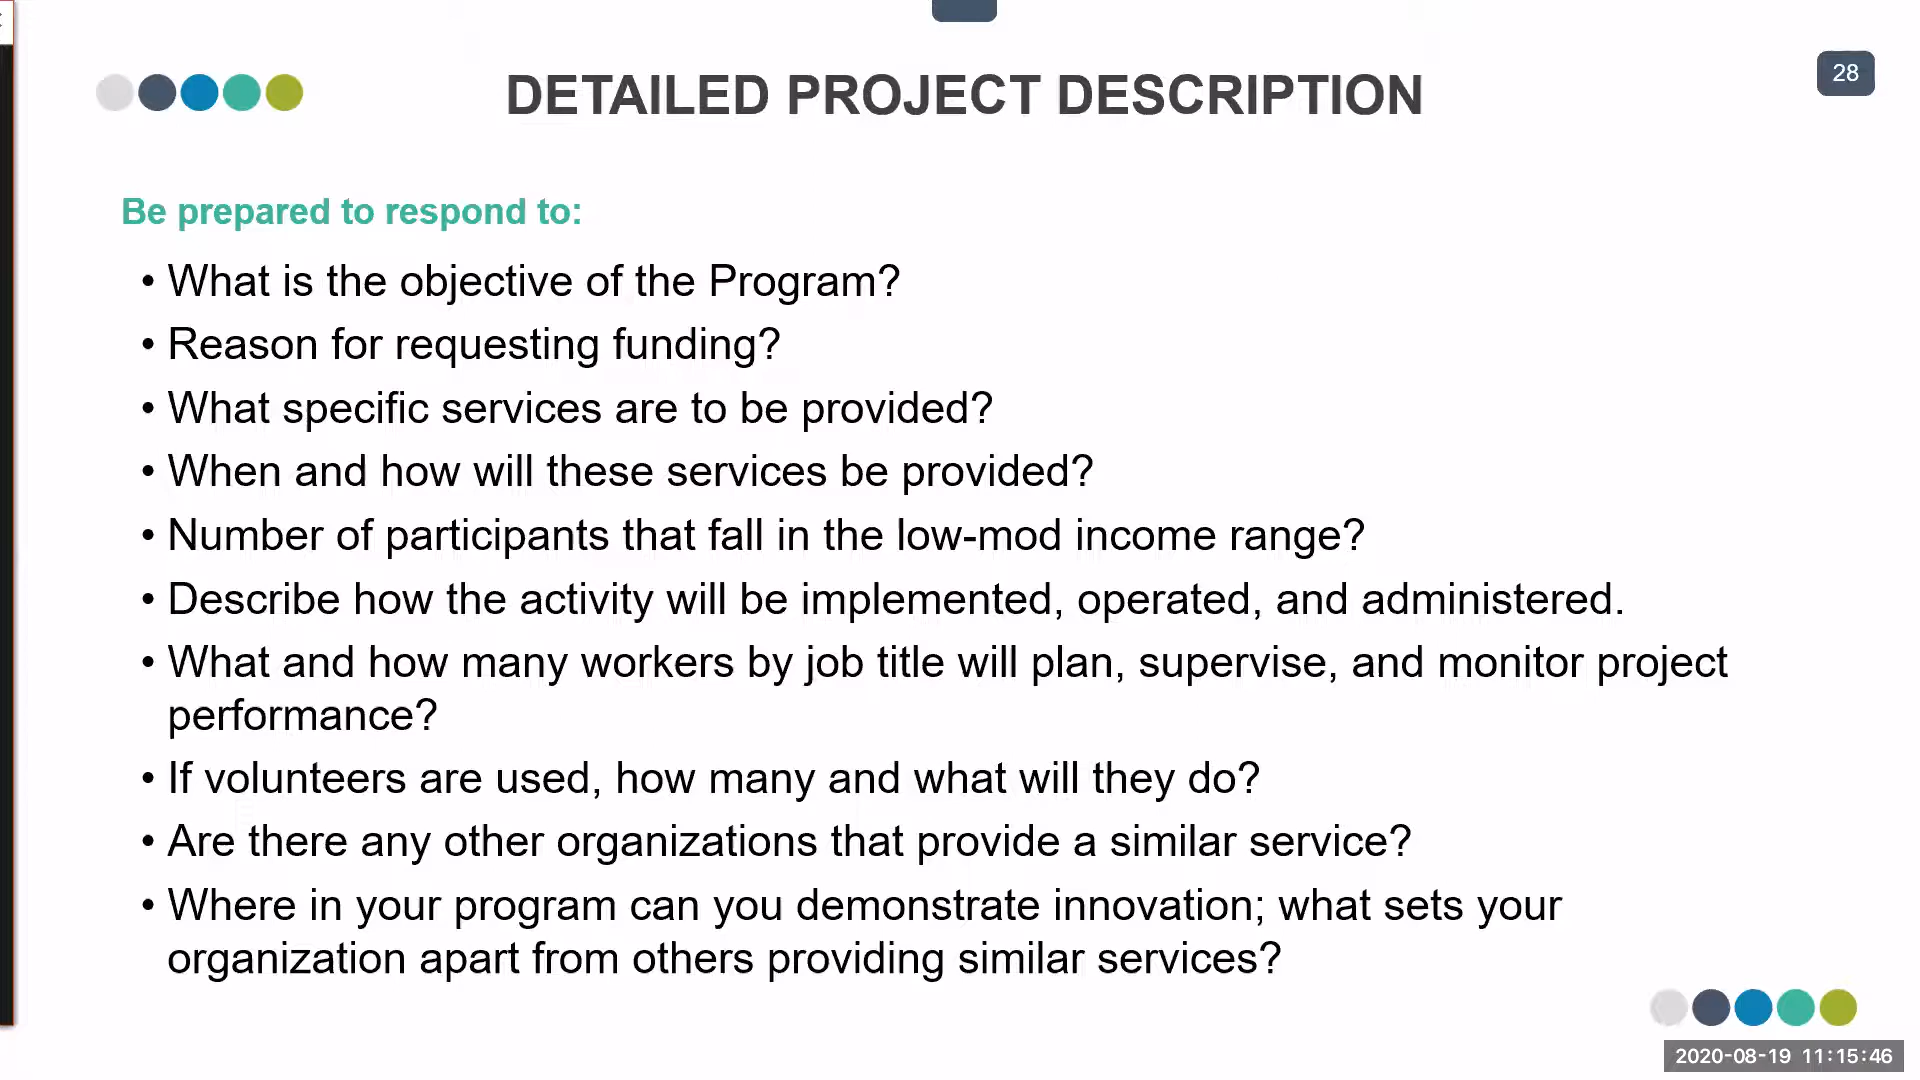 DETAILED PROJECT DESCRIPTION
28
Be prepared to respond to:
• What is the objective of the Program?
• Reason for requesting funding?
• What specific services are to be provided?
• When and how will these services be provided?
• Number of participants that fall in the low-mod income range?
• Describe how the activity will be implemented, operated, and administered.
• What and how many workers by job title will plan, supervise, and monitor project
performance?
• If volunteers are used, how many and what will they do?
• Are there any other organizations that provide a similar service?
• Where in your program can you demonstrate innovation; what sets your
organization apart from others providing similar services?
2020-08-19 11:15:46